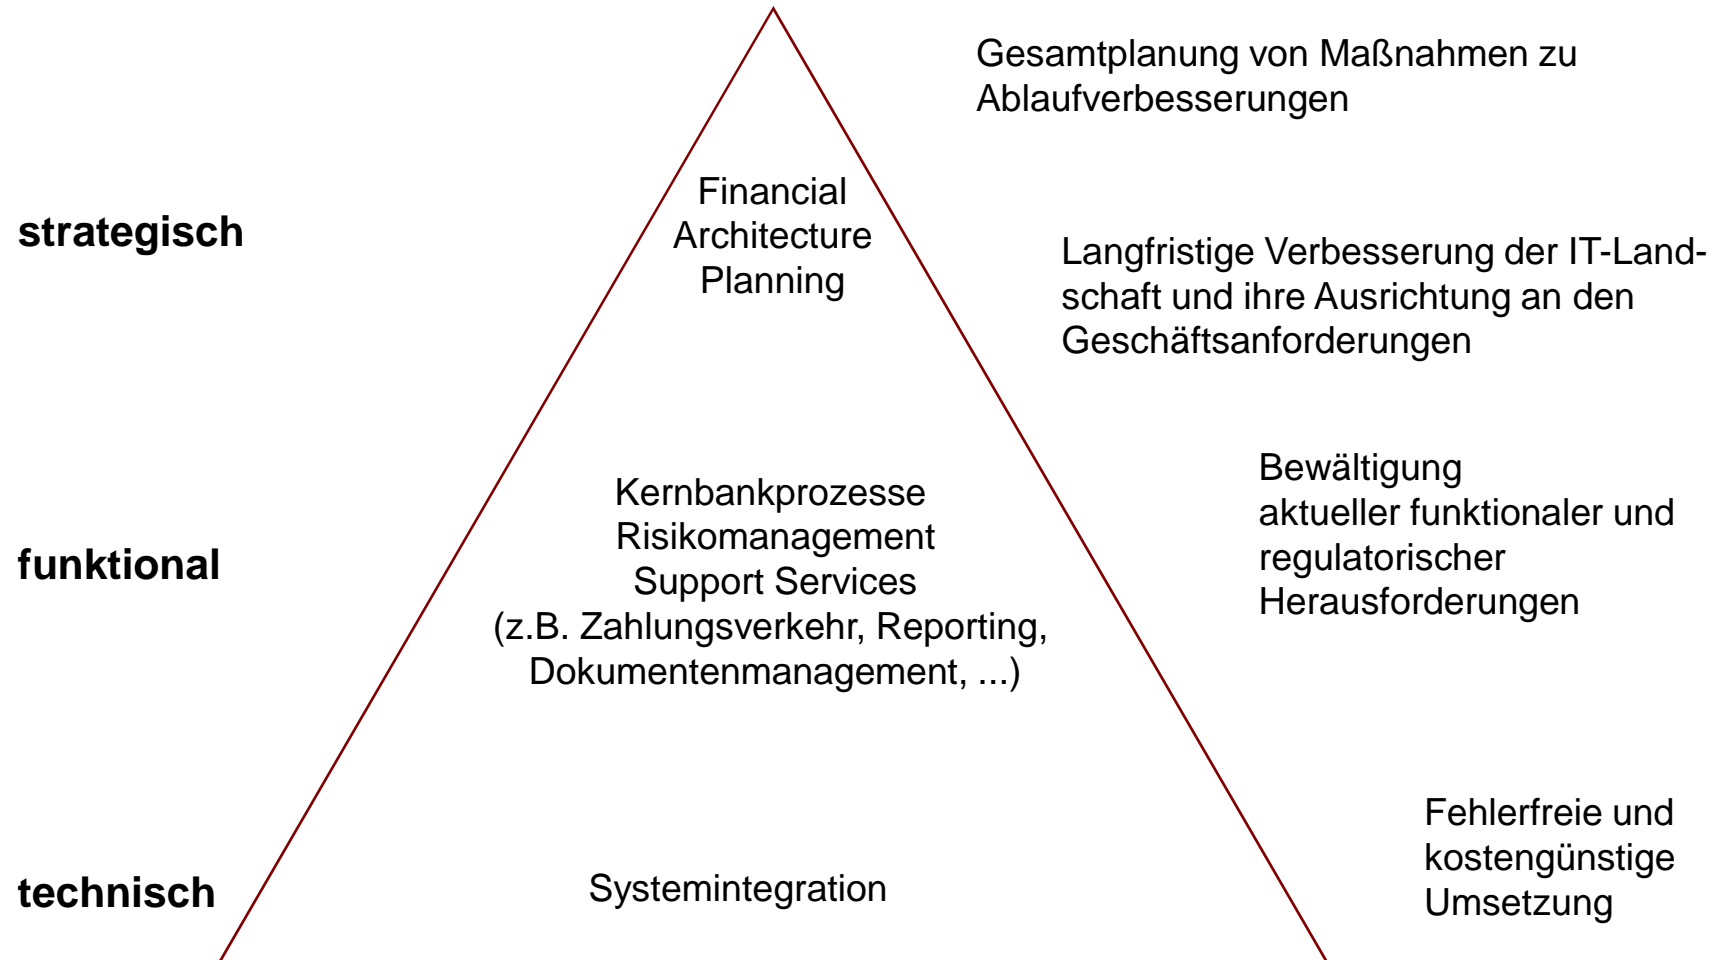 Gesamtplanung von Maßnahmen zu
Ablaufverbesserungen
strategisch
Financial
Architecture
Planning
Langfristige Verbesserung der IT-Land-
schaft und ihre Ausrichtung an den
Geschäftsanforderungen
funktional
Kernbankprozesse
Risikomanagement
Support Services
(z.B. Zahlungsverkehr, Reporting,
Dokumentenmanagement, ...)
Bewältigung
aktueller funktionaler und
regulatorischer
Herausforderungen
technisch
Systemintegration
Fehlerfreie und
kostengünstige
Umsetzung